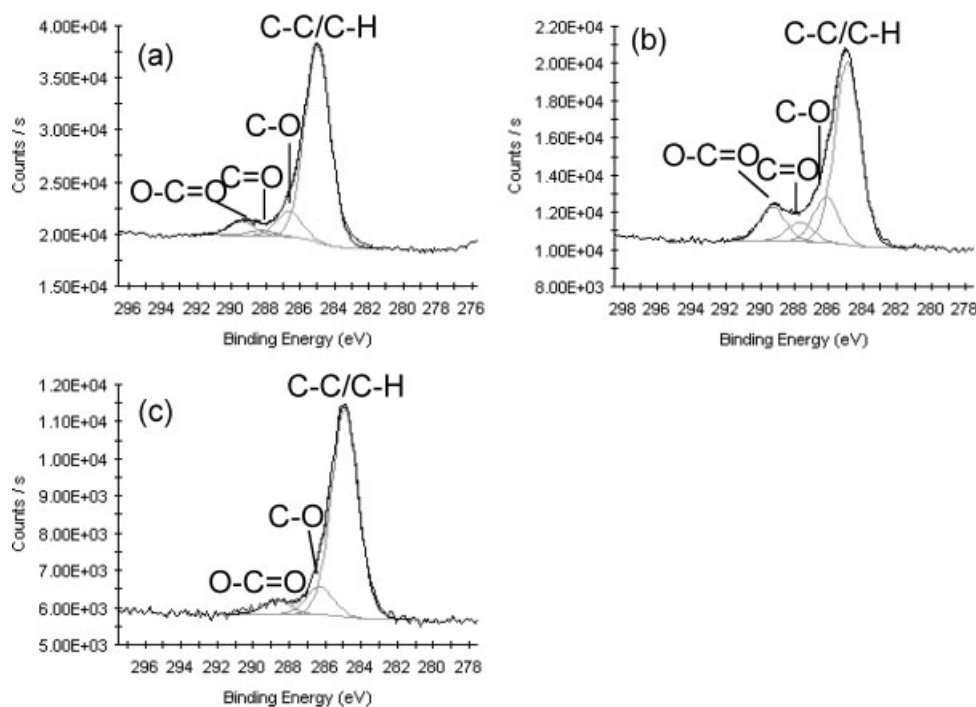 (a)
C-C/C-H
C-O
C=O
O-C=O
4.00E+04
3.50E+04
3.00E+04
2.50E+04
2.00E+04
1.50E+04
Counts / s
296 294 292 290 288 286 284 282 280 278 276
Binding Energy (eV)
(b)
C-C/C-H
C-O
O-C=O
C=O
2.20E+04
2.00E+04
1.80E+04
1.60E+04
1.40E+04
1.20E+04
1.00E+04
8.00E+03
Counts / s
298 296 294 292 290 288 286 284 282 280 278
Binding Energy (eV)
(c)
C-C/C-H
C-O
O-C=O
1.20E+04
1.10E+04
1.00E+04
9.00E+03
8.00E+03
7.00E+03
6.00E+03
5.00E+03
Counts / s
296 294 292 290 288 286 284 282 280 278
Binding Energy (eV)